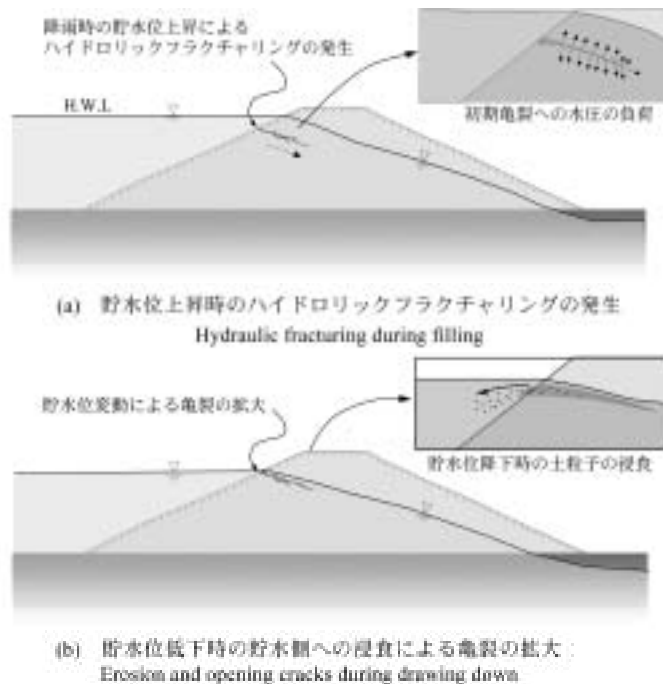 降雨時の貯水位上昇による
ハイドロリックフラクチャリングの発生
H.W.L
初期亀裂への水圧の負荷
(a) 貯水位上昇時のハイドロリックフラクチャリングの発生
Hydraulic fracturing during filling
貯水位変動による亀裂の拡大
貯水位降下時の土粒子の浸食
(b) 貯水位低下時の貯水側への浸食による亀裂の拡大:
Erosion and opening cracks during drawing down